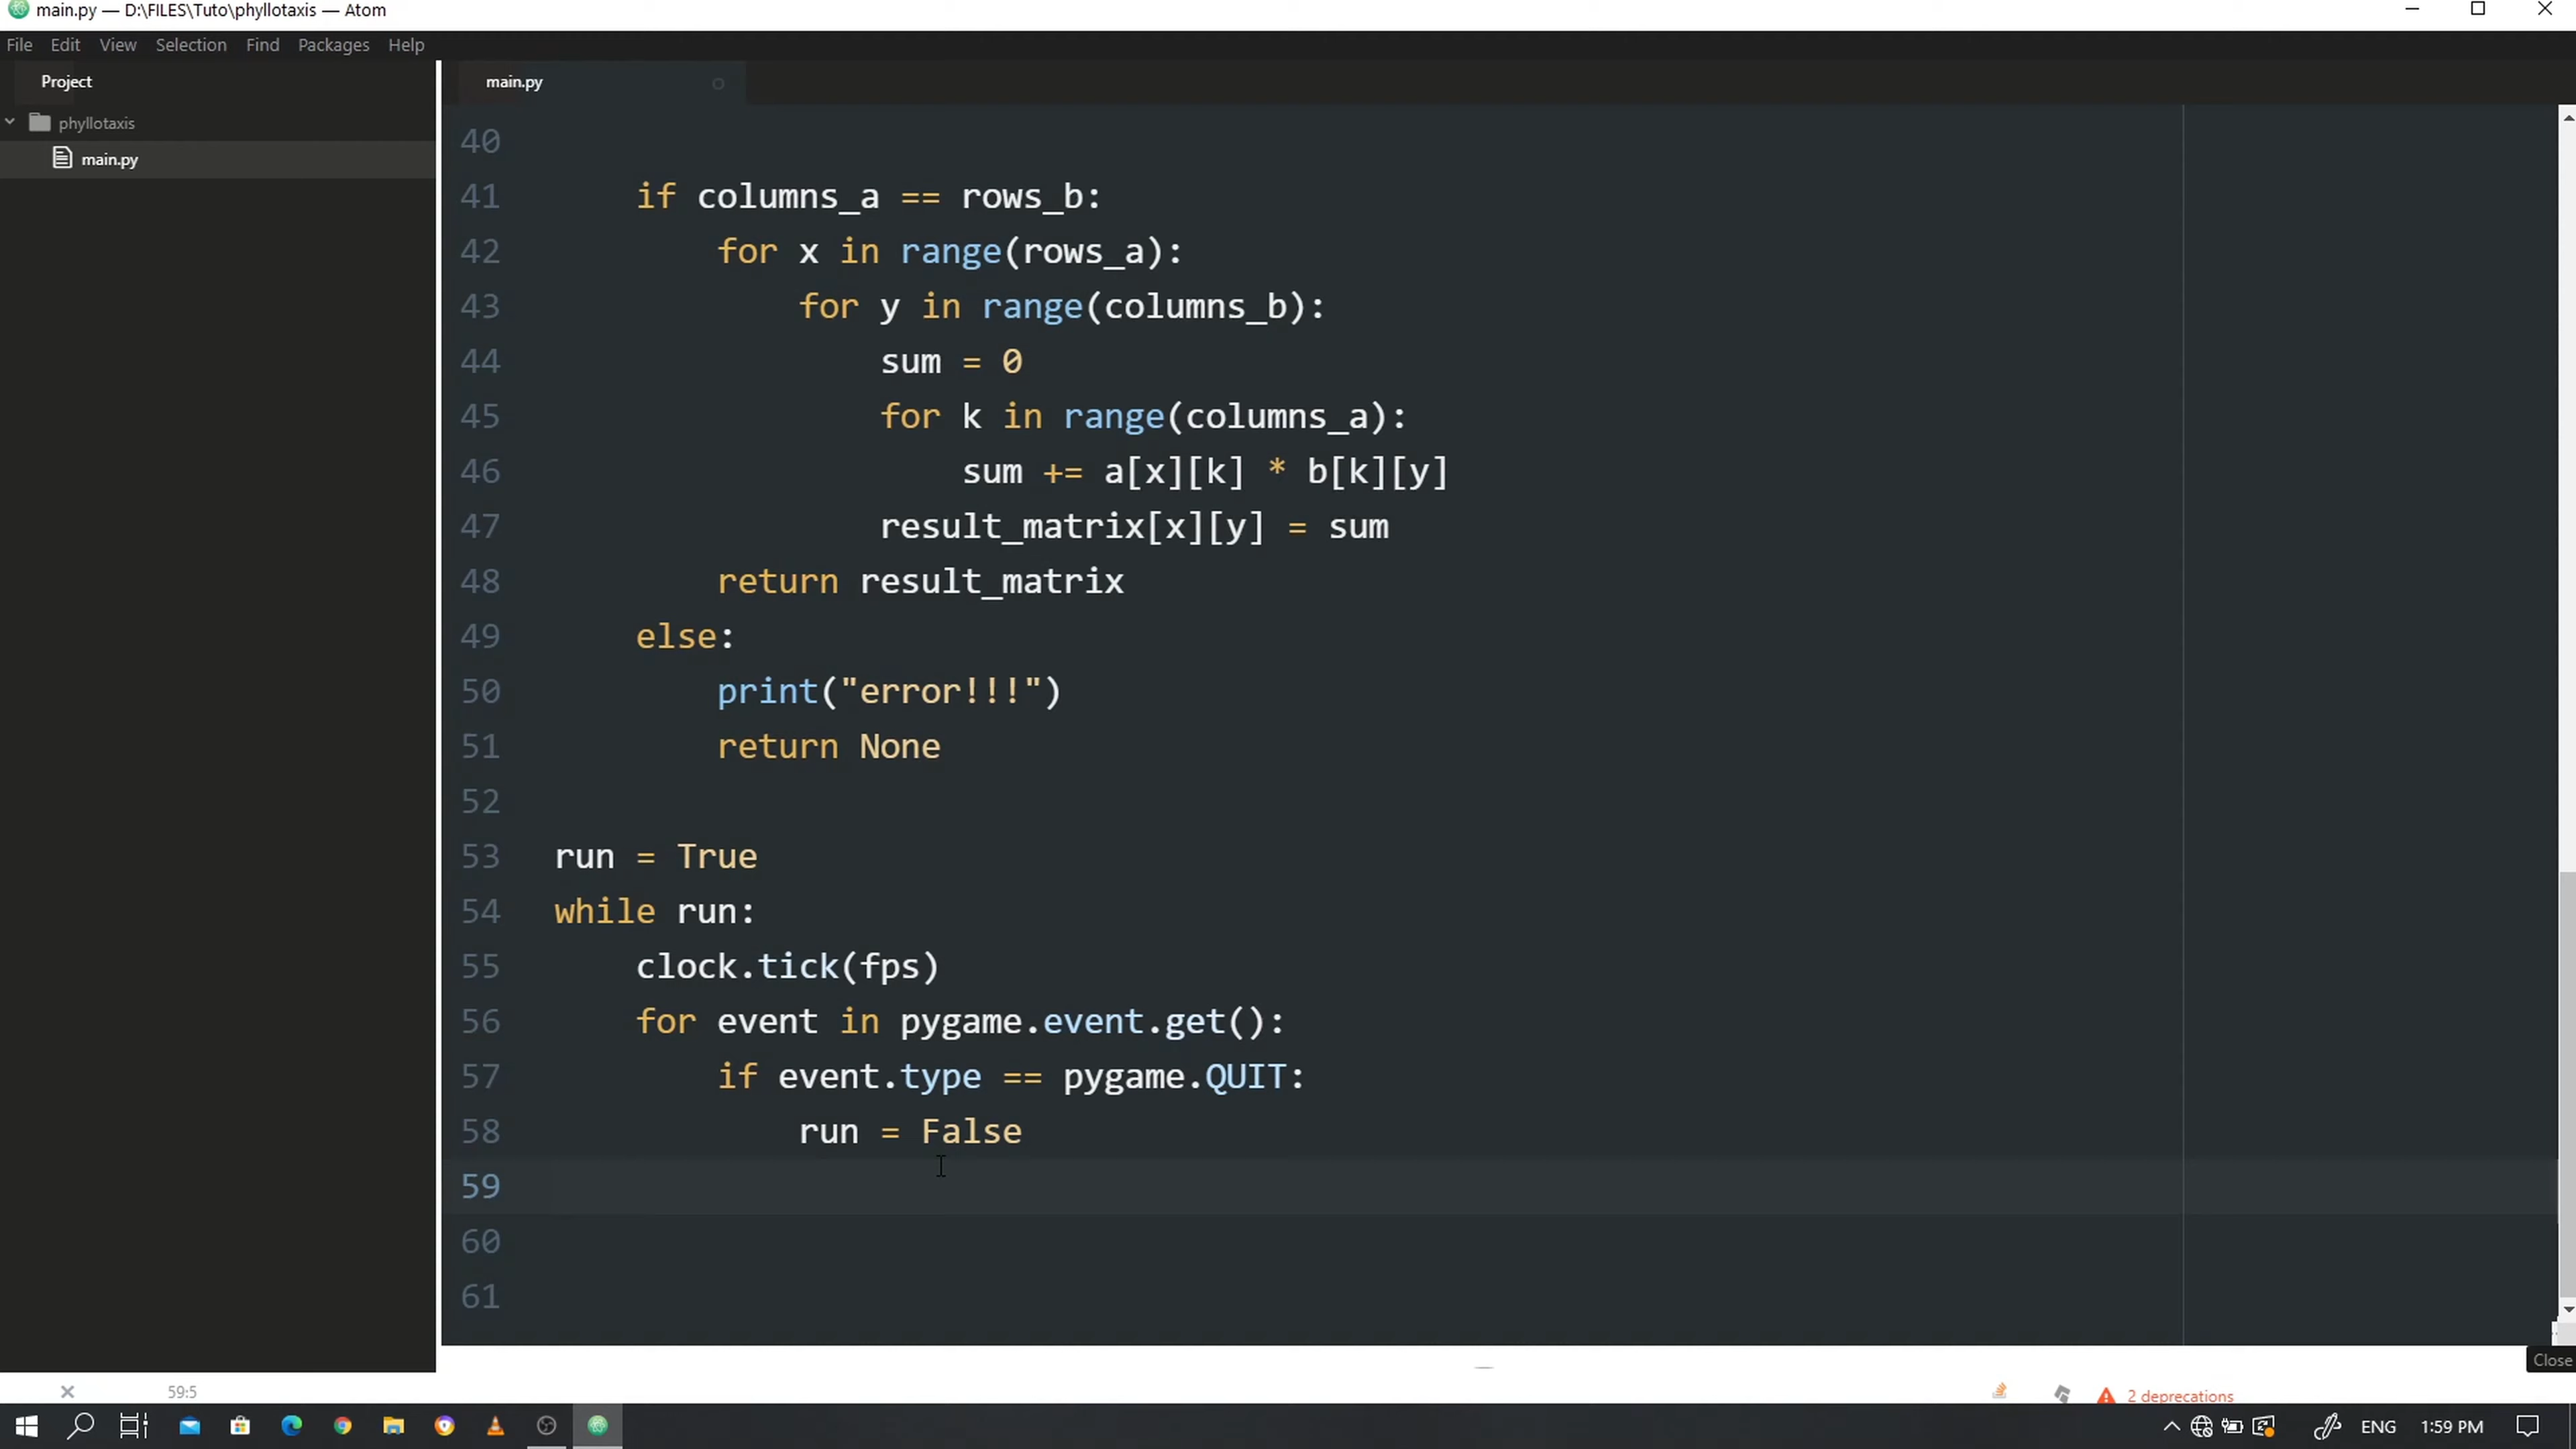 main.py — D:\FILES\Tuto\phyllotaxis — Atom
File Edit View Selection Find Packages Help
Project
main.py
phyllotaxis
main.py
40
41 if columns_a == rows_b:
42 for x in range(rows_a):
43 for y in range(columns_b):
44 sum = 0
45 for k in range(columns_a):
46 sum += a[x][k] * b[k][y]
47 result_matrix[x][y] = sum
48 return result_matrix
49 else:
50 print("error!!!")
51 return None
52
53 run = True
54 while run:
55 clock.tick(fps)
56 for event in pygame.event.get():
57 if event.type == pygame.QUIT:
58 run = False
59
60
61
Close
59:5
2 deprecations
ENG 1:59 PM